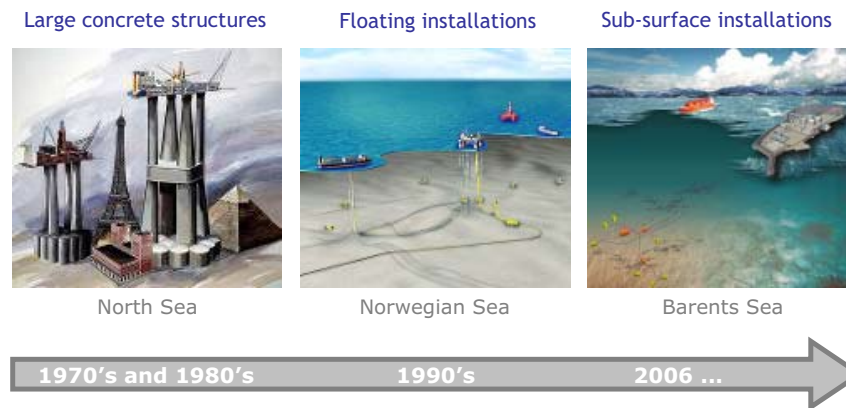 Large concrete structures
Floating installations
Sub-surface installations
North Sea
Norwegian Sea
Barents Sea
1970’s and 1980’s
1990’s
2006 ...